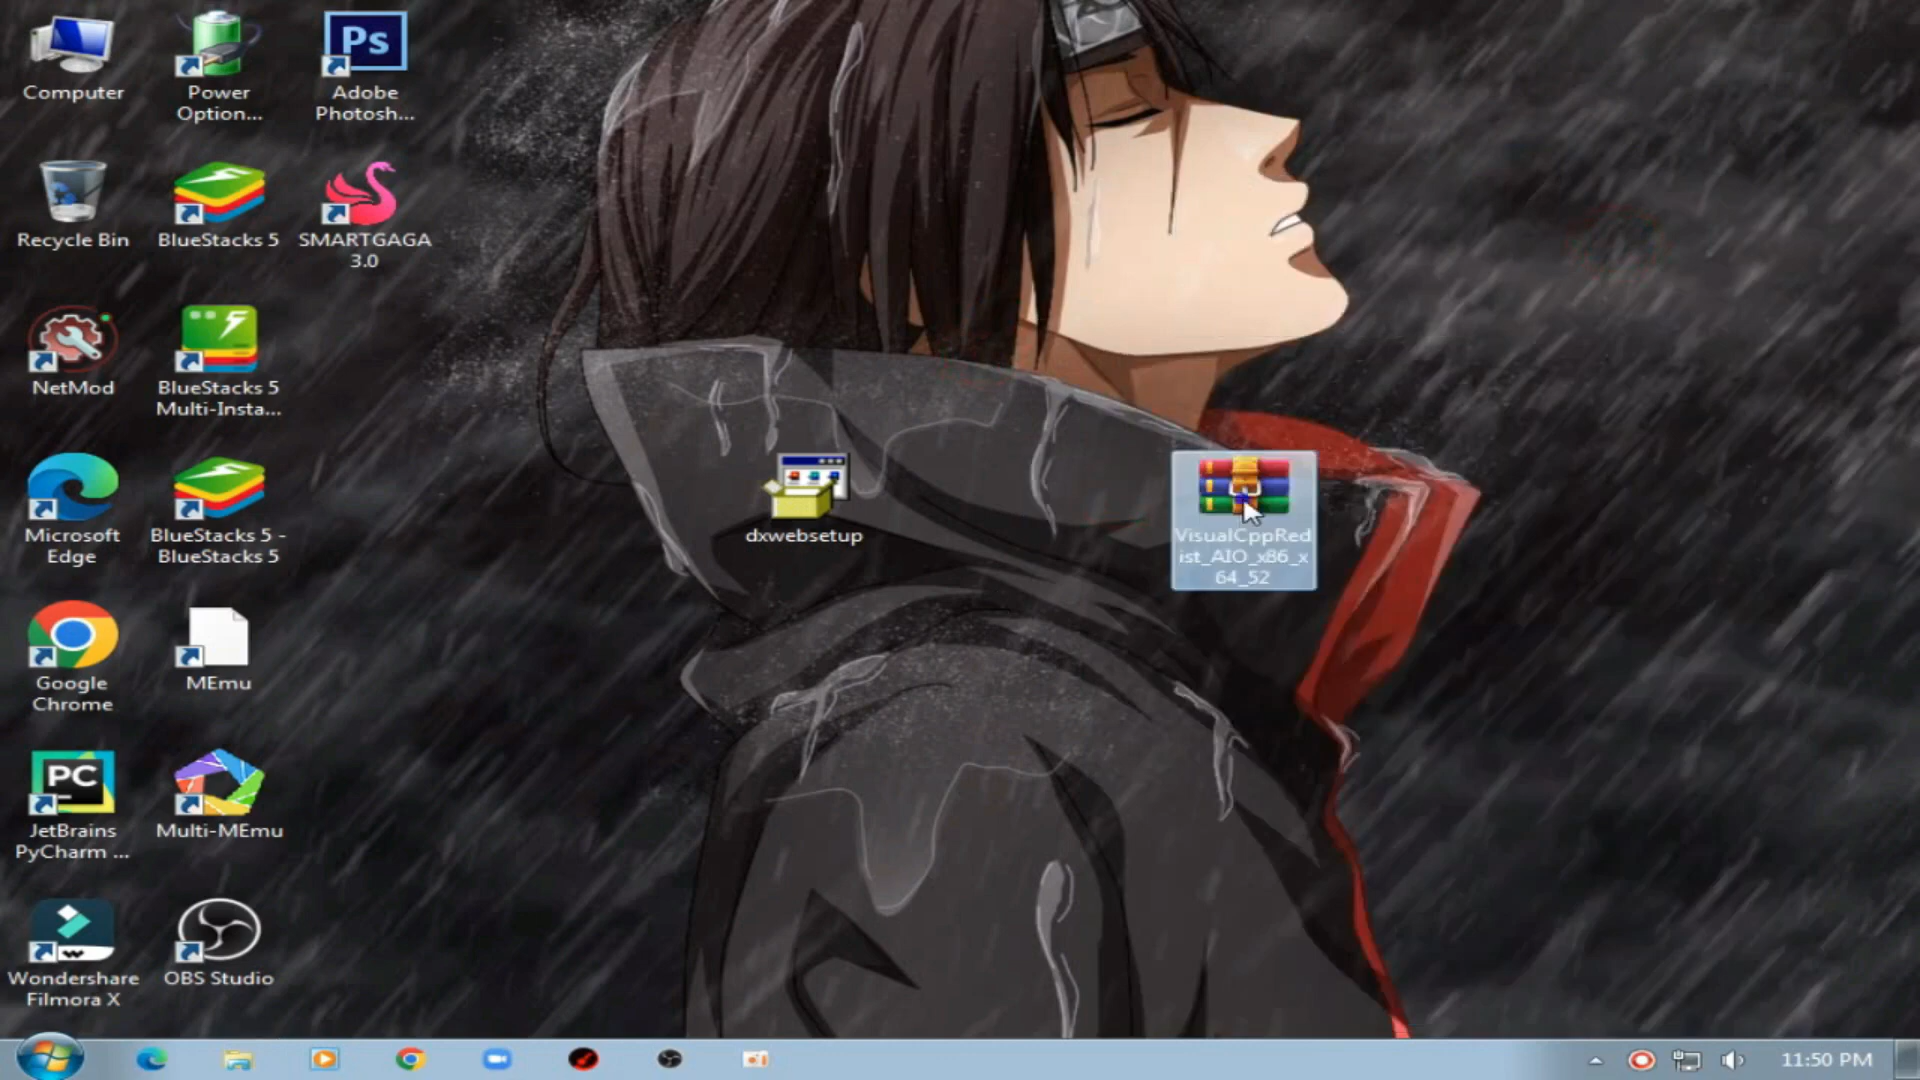 Computer
Power
Option...
Ps
Adobe
Photosh...
Recycle Bin
BlueStacks 5
SMARTGAGA
3.0
NetMod
BlueStacks 5
Multi-Insta...
Microsoft
Edge
BlueStacks 5 -
BlueStacks 5
dxwebsetup
VisualCppRed
ist_AIO_x86_x
64_52
Google
Chrome
MEmu
PC
JetBrains
PyCharm ...
Multi-MEmu
Wondershare
Filmora X
OBS Studio
11:50 PM